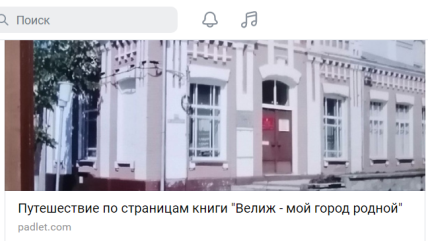 Поиск
Путешествие по страницам книги "Велиж - мой город родной"
padlet.com